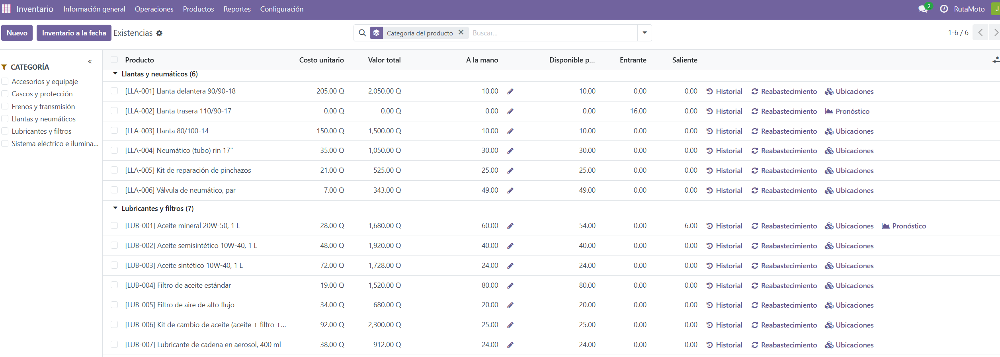 Inventario Información general Operaciones Productos Reportes Configuración 2 RutaMoto J
Nuevo Inventario a la fecha Existencias Categoría del producto Buscar... 1-6 / 6
CATEGORÍA
Accesorios y equipaje
Cascos y protección
Frenos y transmisión
Llantas y neumáticos
Lubricantes y filtros
Sistema eléctrico e ilumina...
Producto Costo unitario Valor total A la mano Disponible p... Entrante Saliente
Llantas y neumáticos (6)
[LLA-001] Llanta delantera 90/90-18 205.00 Q 2,050.00 Q 10.00 10.00 0.00 0.00 Historial Reabastecimiento Ubicaciones
[LLA-002] Llanta trasera 110/90-17 0.00 Q 0.00 Q 0.00 0.00 16.00 0.00 Historial Reabastecimiento Pronóstico
[LLA-003] Llanta 80/100-14 150.00 Q 1,500.00 Q 10.00 10.00 0.00 0.00 Historial Reabastecimiento Ubicaciones
[LLA-004] Neumático (tubo) rin 17" 35.00 Q 1,050.00 Q 30.00 30.00 0.00 0.00 Historial Reabastecimiento Ubicaciones
[LLA-005] Kit de reparación de pinchazos 21.00 Q 525.00 Q 25.00 25.00 0.00 0.00 Historial Reabastecimiento Ubicaciones
[LLA-006] Válvula de neumático, par 7.00 Q 343.00 Q 49.00 49.00 0.00 0.00 Historial Reabastecimiento Ubicaciones
Lubricantes y filtros (7)
[LUB-001] Aceite mineral 20W-50, 1 L 28.00 Q 1,680.00 Q 60.00 54.00 0.00 6.00 Historial Reabastecimiento Ubicaciones Pronóstico
[LUB-002] Aceite semisintético 10W-40, 1 L 48.00 Q 1,920.00 Q 40.00 40.00 0.00 0.00 Historial Reabastecimiento Ubicaciones
[LUB-003] Aceite sintético 10W-40, 1 L 72.00 Q 1,728.00 Q 24.00 24.00 0.00 0.00 Historial Reabastecimiento Ubicaciones
[LUB-004] Filtro de aceite estándar 19.00 Q 1,520.00 Q 80.00 80.00 0.00 0.00 Historial Reabastecimiento Ubicaciones
[LUB-005] Filtro de aire de alto flujo 34.00 Q 680.00 Q 20.00 20.00 0.00 0.00 Historial Reabastecimiento Ubicaciones
[LUB-006] Kit de cambio de aceite (aceite + filtro +... 92.00 Q 2,300.00 Q 25.00 25.00 0.00 0.00 Historial Reabastecimiento Ubicaciones
[LUB-007] Lubricante de cadena en aerosol, 400 ml 38.00 Q 912.00 Q 24.00 24.00 0.00 0.00 Historial Reabastecimiento Ubicaciones